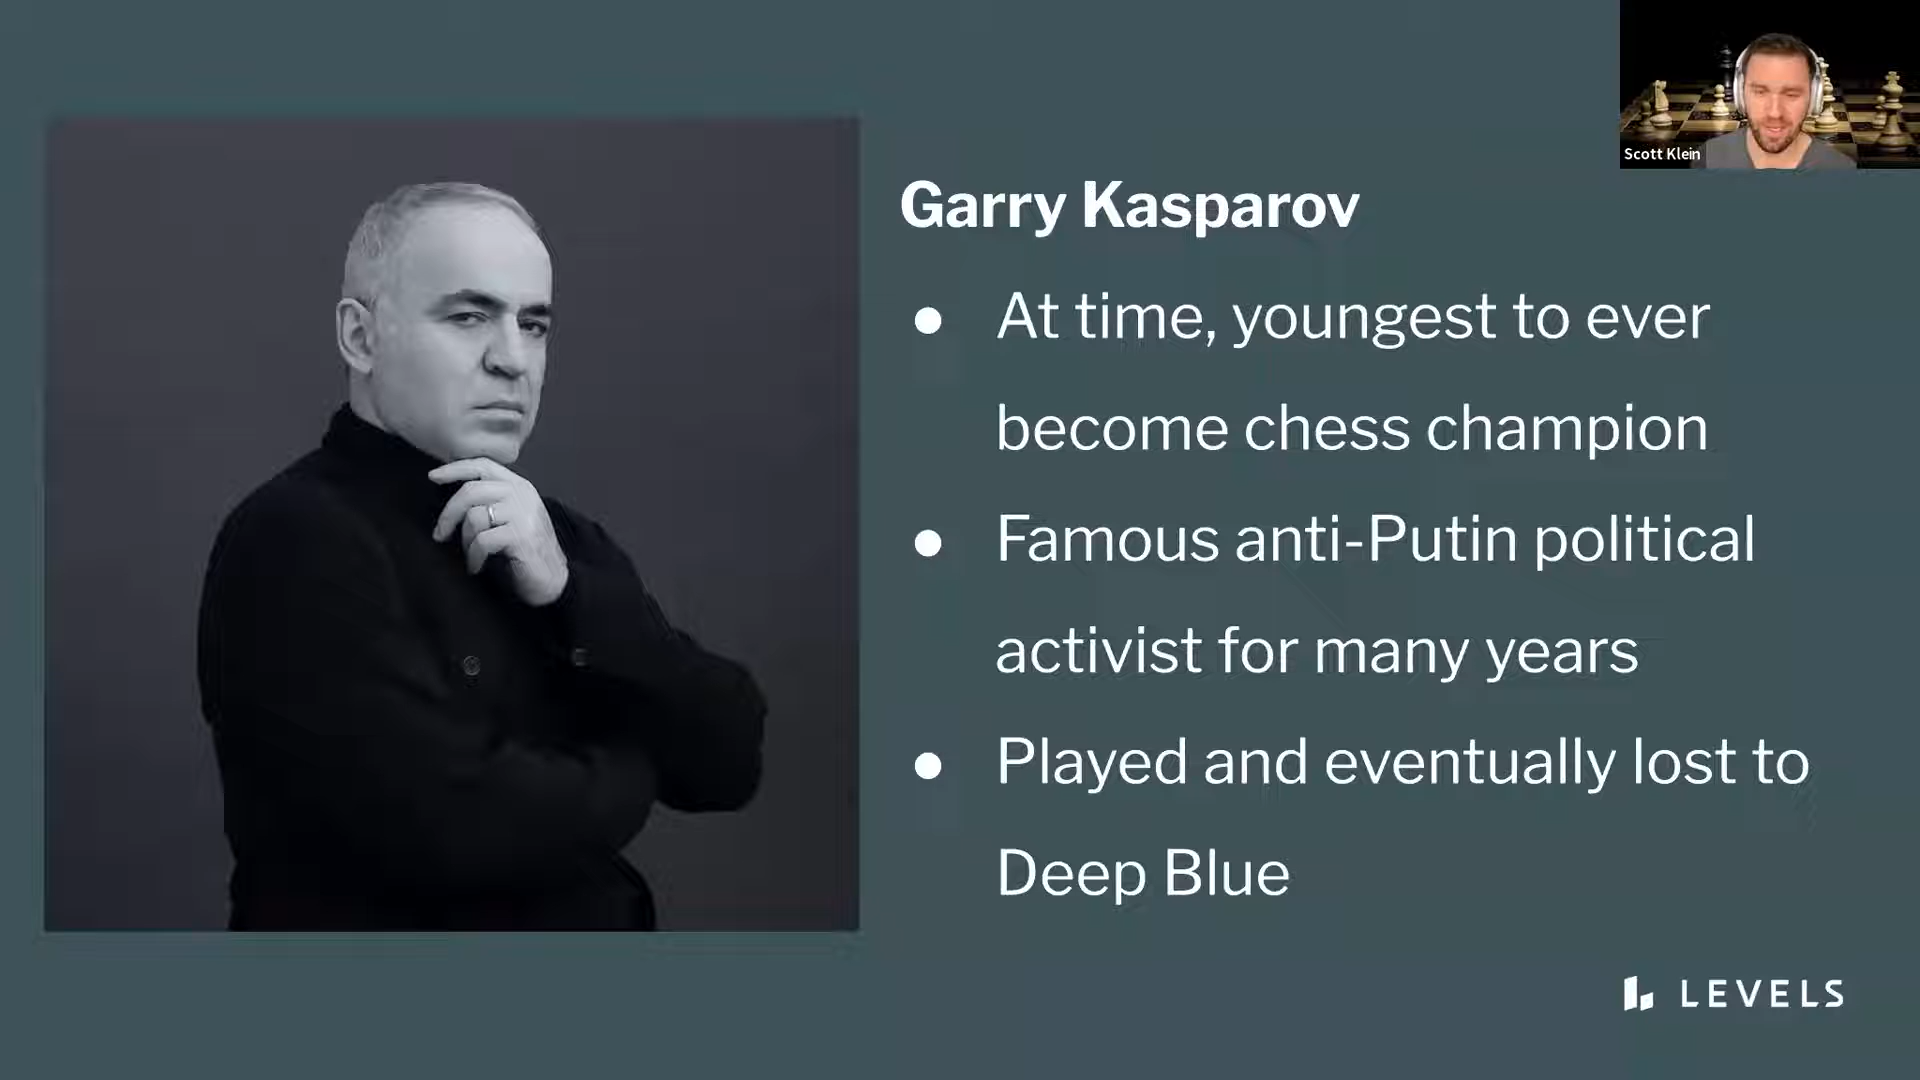 Scott Klein
Garry Kasparov
● At time, youngest to ever
become chess champion
● Famous anti-Putin political
activist for many years
● Played and eventually lost to
Deep Blue
LEVELS